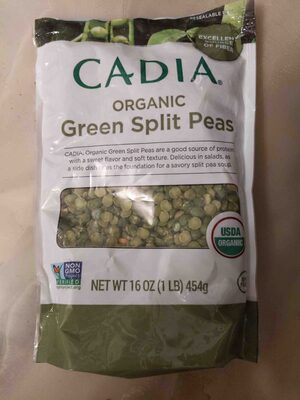 RESEALABLE
EXCELLENT
SOURCE
OF FIBER
CADIA®
ORGANIC
Green Split Peas
CADIA® Organic Green Split Peas are a good source of protein
with a sweet flavor and soft texture. Delicious in salads, as
a side dish, as the foundation for a savory split pea soup.
USDA
ORGANIC
NON
GMO
Project
VERIFIED
NET WT 16 OZ (1 LB) 454g